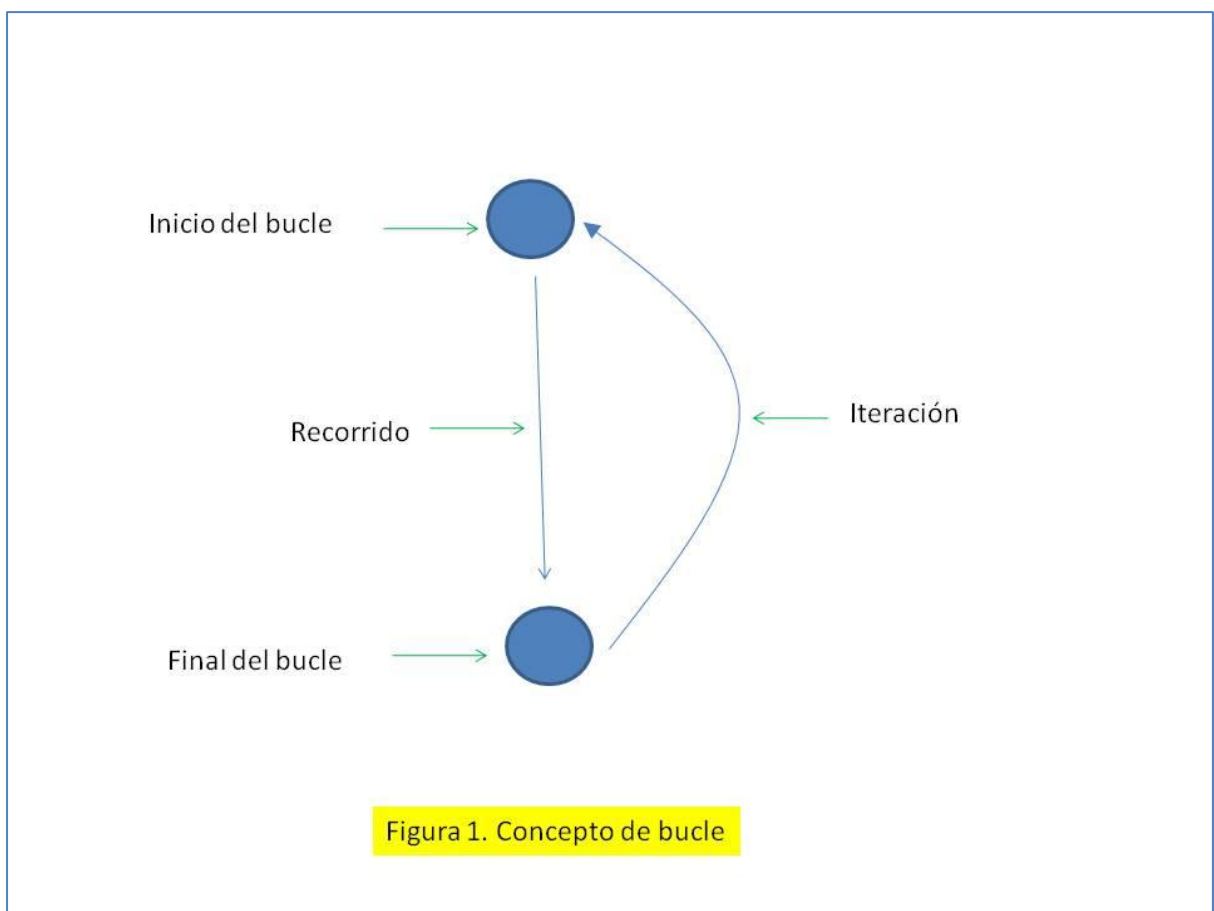 Inicio del bucle
Iteración
Recorrido
Final del bucle
Figura 1. Concepto de bucle